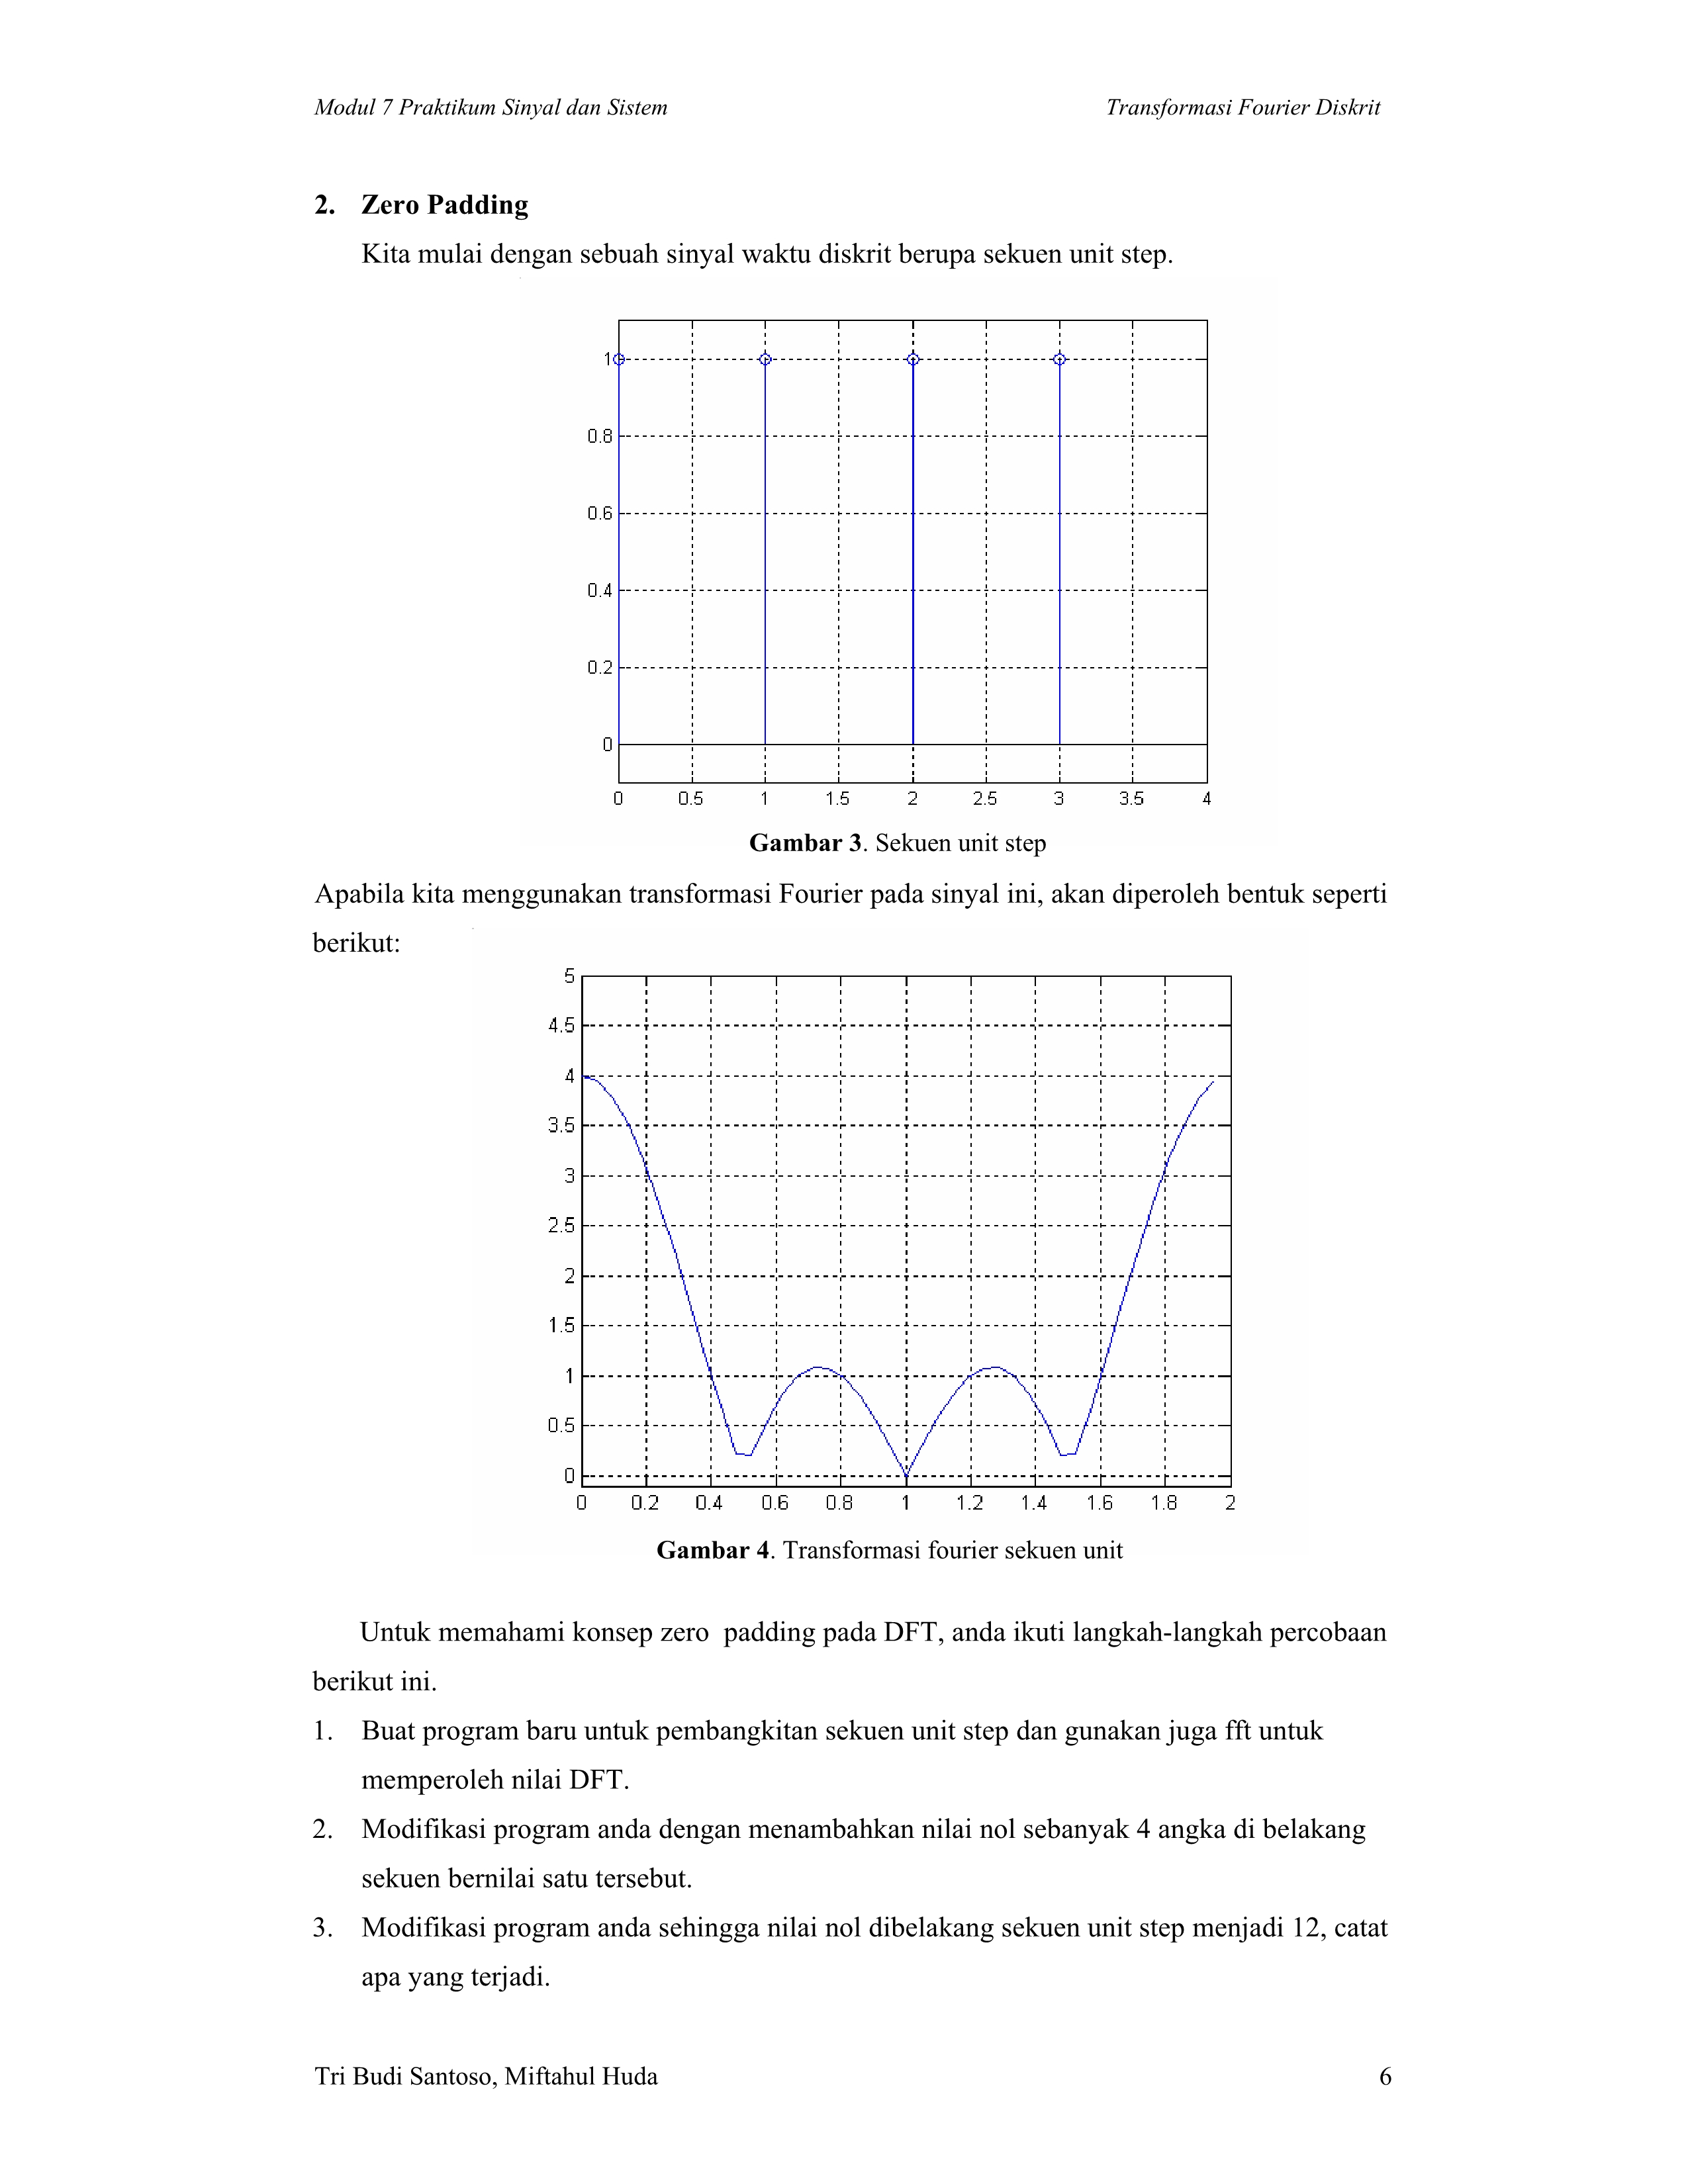 Modul 7 Praktikum Sinyal dan Sistem Transformasi Fourier Diskrit
2. Zero Padding
Kita mulai dengan sebuah sinyal waktu diskrit berupa sekuen unit step.
1
0.8
0.6
0.4
0.2
0
0 0.5 1 1.5 2 2.5 3 3.5 4
Gambar 3. Sekuen unit step
Apabila kita menggunakan transformasi Fourier pada sinyal ini, akan diperoleh bentuk seperti
berikut:
5
4.5
4
3.5
3
2.5
2
1.5
1
0.5
0
0 0.2 0.4 0.6 0.8 1 1.2 1.4 1.6 1.8 2
Gambar 4. Transformasi fourier sekuen unit
Untuk memahami konsep zero padding pada DFT, anda ikuti langkah-langkah percobaan
berikut ini.
1. Buat program baru untuk pembangkitan sekuen unit step dan gunakan juga fft untuk
memperoleh nilai DFT.
2. Modifikasi program anda dengan menambahkan nilai nol sebanyak 4 angka di belakang
sekuen bernilai satu tersebut.
3. Modifikasi program anda sehingga nilai nol dibelakang sekuen unit step menjadi 12, catat
apa yang terjadi.
Tri Budi Santoso, Miftahul Huda 6